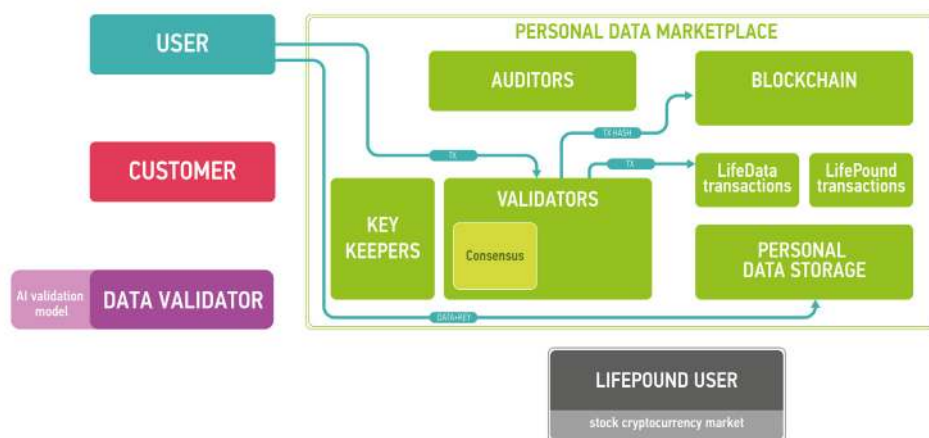 USER
PERSONAL DATA MARKETPLACE
AUDITORS
BLOCKCHAIN
TX HASH
TX
TX
CUSTOMER
LifeData
transactions
LifePound
transactions
KEY
KEEPERS
VALIDATORS
Consensus
PERSONAL
DATA STORAGE
AI validation
model
DATA VALIDATOR
DATA+KEY
LIFEPOUND USER
stock cryptocurrency market